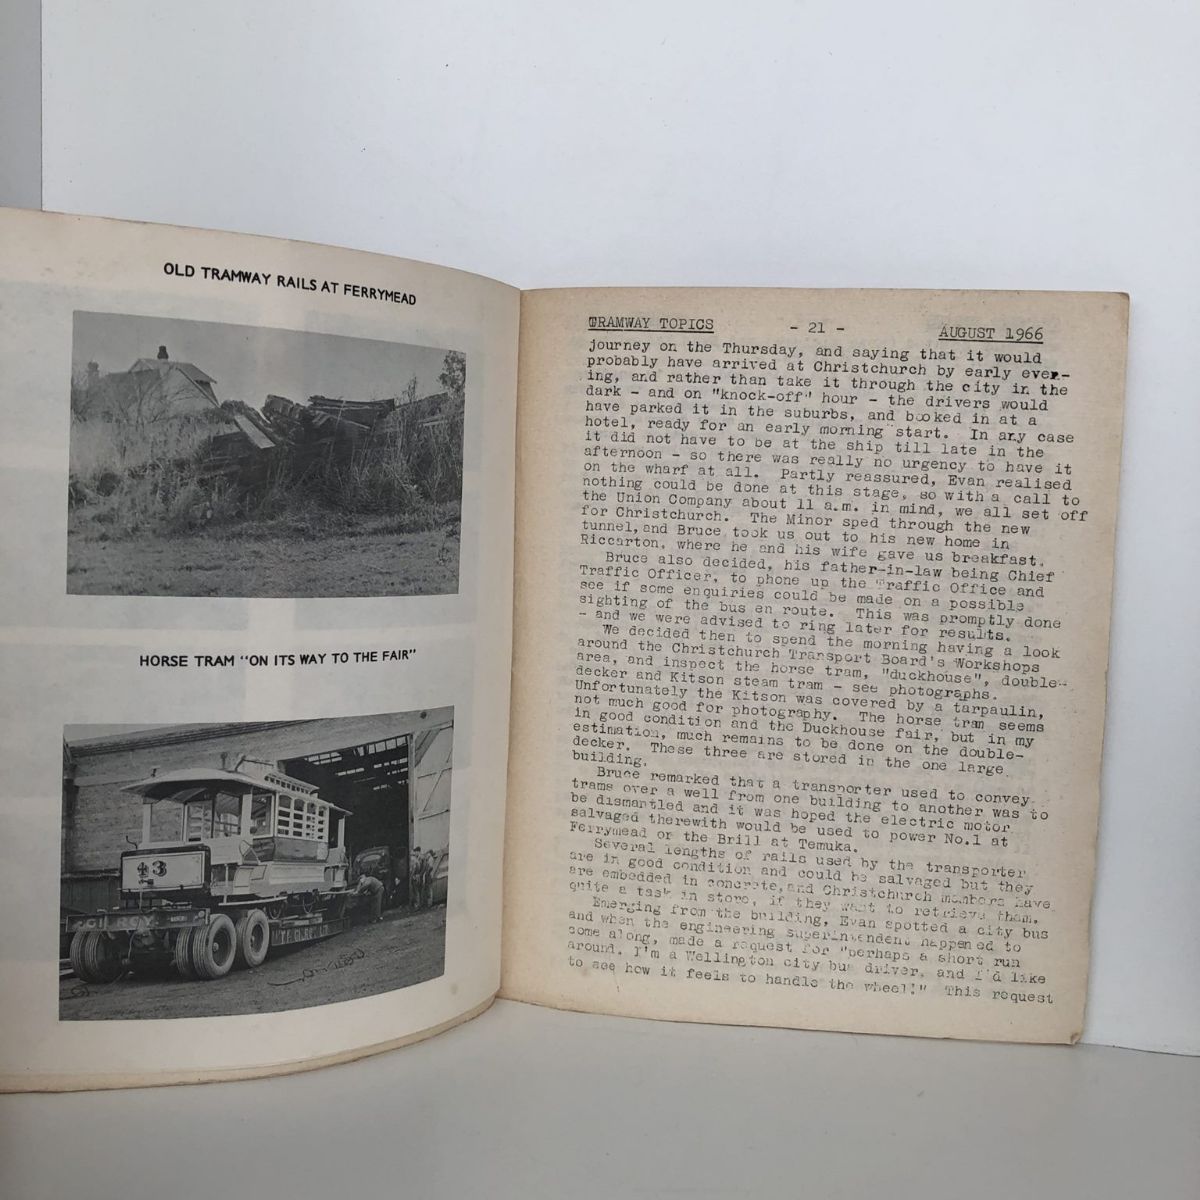 OLD TRAMWAY RAILS AT FERRYMEAD
HORSE TRAM "ON ITS WAY TO THE FAIR"
43
TRAMWAY TOPICS - 21 - AUGUST 1966
journey on the Thursday, and saying that it would
probably have arrived at Christchurch by early even-
ing, and rather than take it through the city in the
dark - and on "knock-off" hour - the drivers would
have parked it in the suburbs, and booked in at a
hotel, ready for an early morning start. In any case
it did not have to be at the ship till late in the
afternoon - so there was really no urgency to have it
on the wharf at all. Partly reassured, Evan realised
nothing could be done at this stage, so with a call to
the Union Company about 11 a.m. in mind, we all set off
for Christchurch. The Minor sped through the new
tunnel, and Bruce took us out to his new home in
Riccarton, where he and his wife gave us breakfast.
Bruce also decided, his father-in-law being Chief
Traffic Officer, to phone up the Traffic Office and
see if some enquiries could be made on a possible
sighting of the bus en route. This was promptly done
- and we were advised to ring later for results.
We decided then to spend the morning having a look
around the Christchurch Transport Board's Workshops
area, and inspect the horse tram, "duckhouse", double-
decker and Kitson steam tram - see photographs.
Unfortunately the Kitson was covered by a tarpaulin,
not much good for photography. The horse tram seems
in good condition and the Duckhouse fair, but in my
estimation, much remains to be done on the double-
decker. These three are stored in the one large
building.
Bruce remarked that a transporter used to convey
trams over a well from one building to another was to
be dismantled and it was hoped the electric motor
salvaged therewith would be used to power No.1 at
Ferrymead or the Brill at Temuka.
Several lengths of rails used by the transporter
are in good condition and could be salvaged but they
are embedded in concrete, and Christchurch members have
quite a task in store, if they want to retrieve them.
Emerging from the building, Evan spotted a city bus
and when the engineering superintendent happened to
come along, made a request for "perhaps a short run
around. I'm a Wellington city bus driver, and I'd like
to see how it feels to handle the wheel!" This request